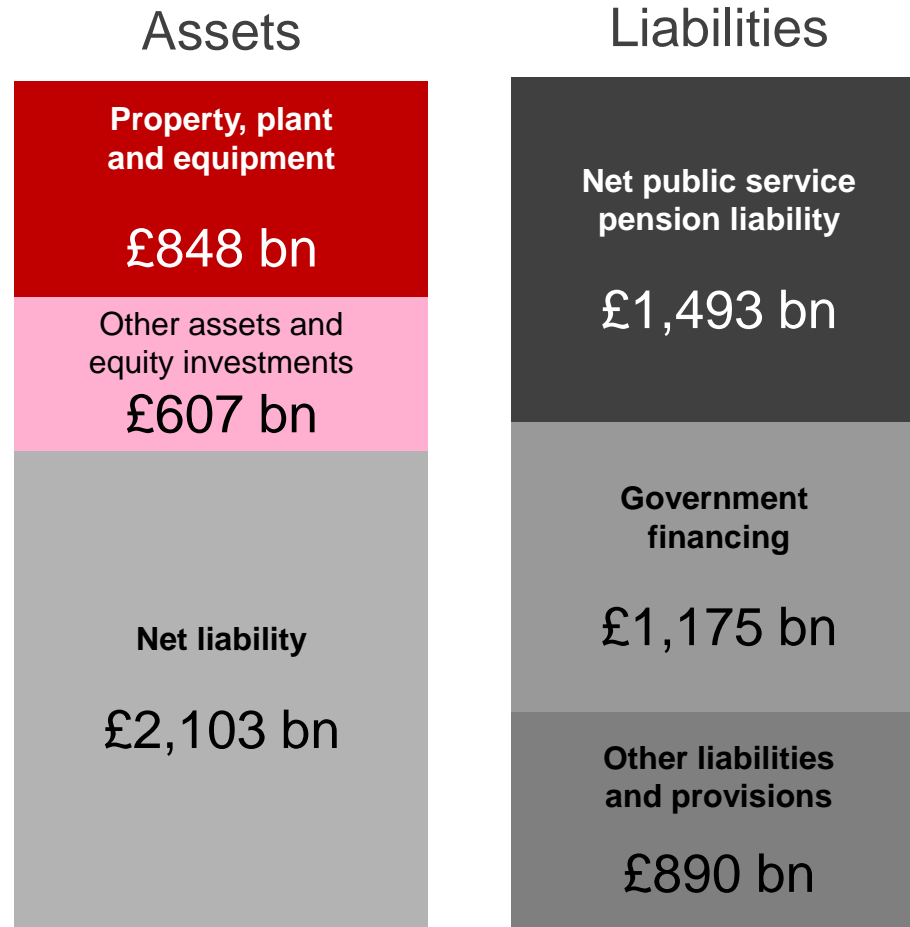 Assets
Property, plant
and equipment
£848 bn
Other assets and
equity investments
£607 bn
Net liability
£2,103 bn
Liabilities
Net public service
pension liability
£1,493 bn
Government
financing
£1,175 bn
Other liabilities
and provisions
£890 bn